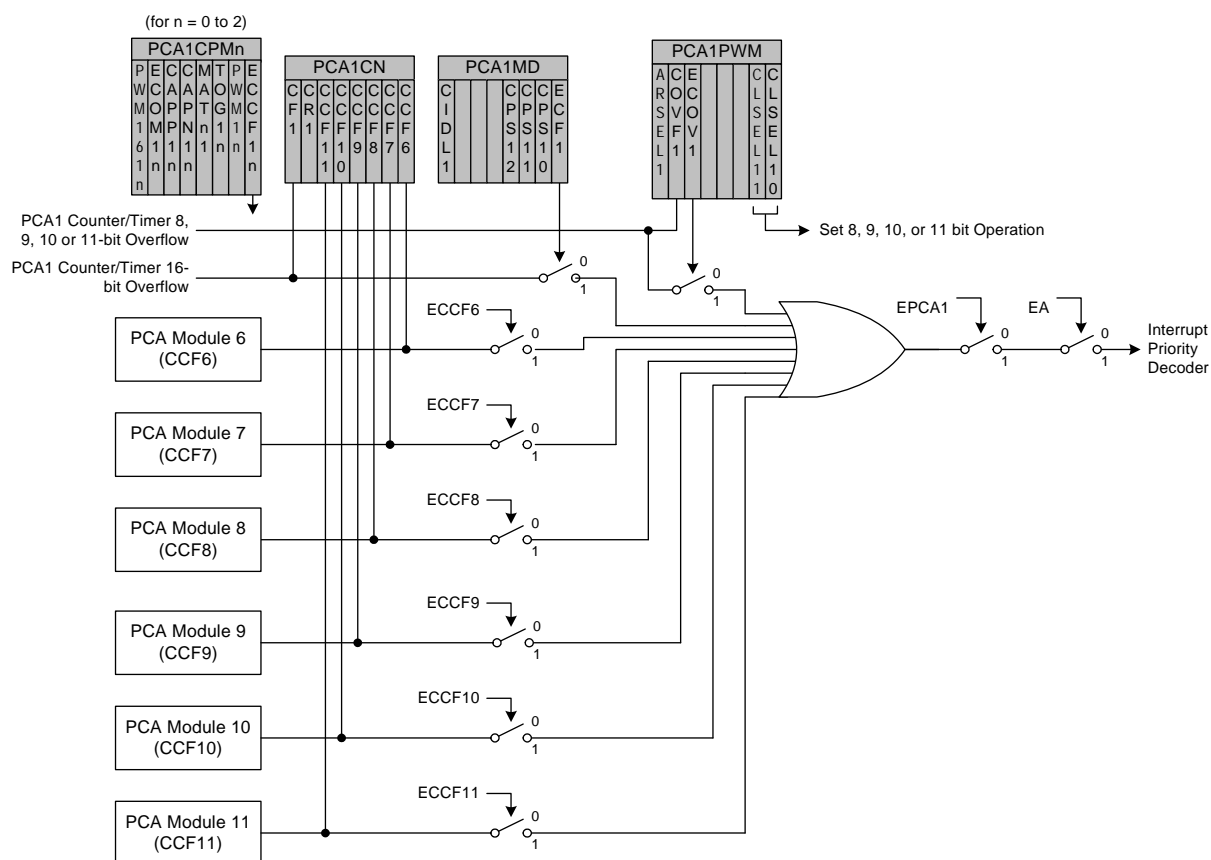 (for n = 0 to 2)
PCA1CPMn
PWM161n
ECOM1n
CAPP1n
CAPN1n
MATn1
TOG1n
PWM1n
ECCF1n
PCA1CN
CF1
CR1
CCF11
CCF10
CCF9
CCF8
CCF7
CCF6
PCA1MD
CIDL1
CPS12
CPS11
CPS10
ECF1
PCA1PWM
ARSEL1
COVF1
ECOV1
CLSEL11
CLSEL10
PCA1 Counter/Timer 8,
9, 10 or 11-bit Overflow
Set 8, 9, 10, or 11 bit Operation
PCA1 Counter/Timer 16-
bit Overflow
0
1
0
1
PCA Module 6
(CCF6)
ECCF6
0
1
EPCA1
0
1
EA
0
1
Interrupt
Priority
Decoder
PCA Module 7
(CCF7)
ECCF7
0
1
PCA Module 8
(CCF8)
ECCF8
0
1
PCA Module 9
(CCF9)
ECCF9
0
1
PCA Module 10
(CCF10)
ECCF10
0
1
PCA Module 11
(CCF11)
ECCF11
0
1